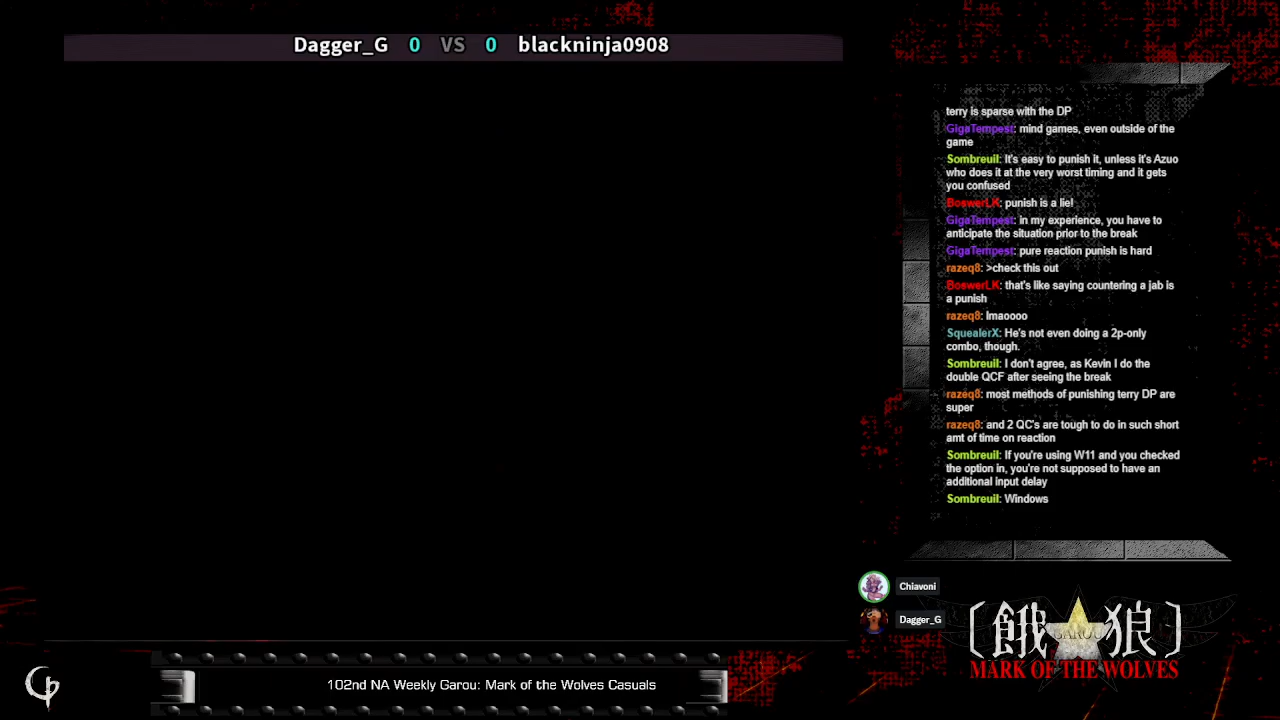 Dagger_G 0 VS 0 blackninja0908
terry is sparse with the DP
GigaTempest: mind games, even outside of the
game
Sombreuil: It's easy to punish it, unless it's Azuo
who does it at the very worst timing and it gets
you confused
BoswerLK: punish is a lie!
GigaTempest: in my experience, you have to
anticipate the situation prior to the break
GigaTempest: pure reaction punish is hard
razeq8: >check this out
BoswerLK: that's like saying countering a jab is
a punish
razeq8: lmaoooo
SquealerX: He's not even doing a 2p-only
combo, though.
Sombreuil: I don't agree, as Kevin I do the
double QCF after seeing the break
razeq8: most methods of punishing terry DP are
super
razeq8: and 2 QC's are tough to do in such short
amt of time on reaction
Sombreuil: If you're using W11 and you checked
the option in, you're not supposed to have an
additional input delay
Sombreuil: Windows
Chiavoni
Dagger_G
餓 GAROU 狼
MARK OF THE WOLVES
102nd NA Weekly Garou: Mark of the Wolves Casuals